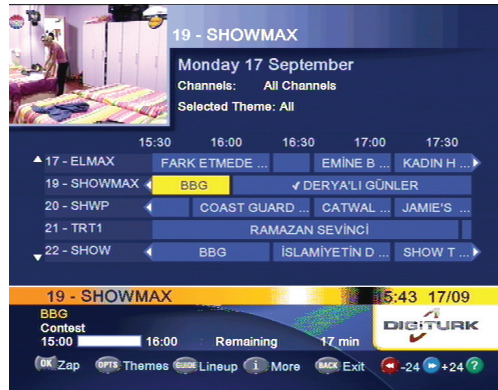 19 - SHOWMAX
Monday 17 September
Channels: All Channels
Selected Theme: All
15:30 16:00 16:30 17:00 17:30
17 - ELMAX FARK ETMEDE ... EMİNE B ... KADIN H ...
19 - SHOWMAX BBG ✓DERYA'LI GÜNLER
20 - SHWP COAST GUARD ... CATWAL ... JAMIE'S ...
21 - TRT1 RAMAZAN SEVİNCİ
22 - SHOW BBG İSLAMİYETİN D ... SHOW T ...
19 - SHOWMAX 15:43 17/09
BBG
Contest
15:00 16:00 Remaining 17 min
DIGITURK
OK Zap OPTS Themes GUIDE Lineup i More BACK Exit -24 +24 ?